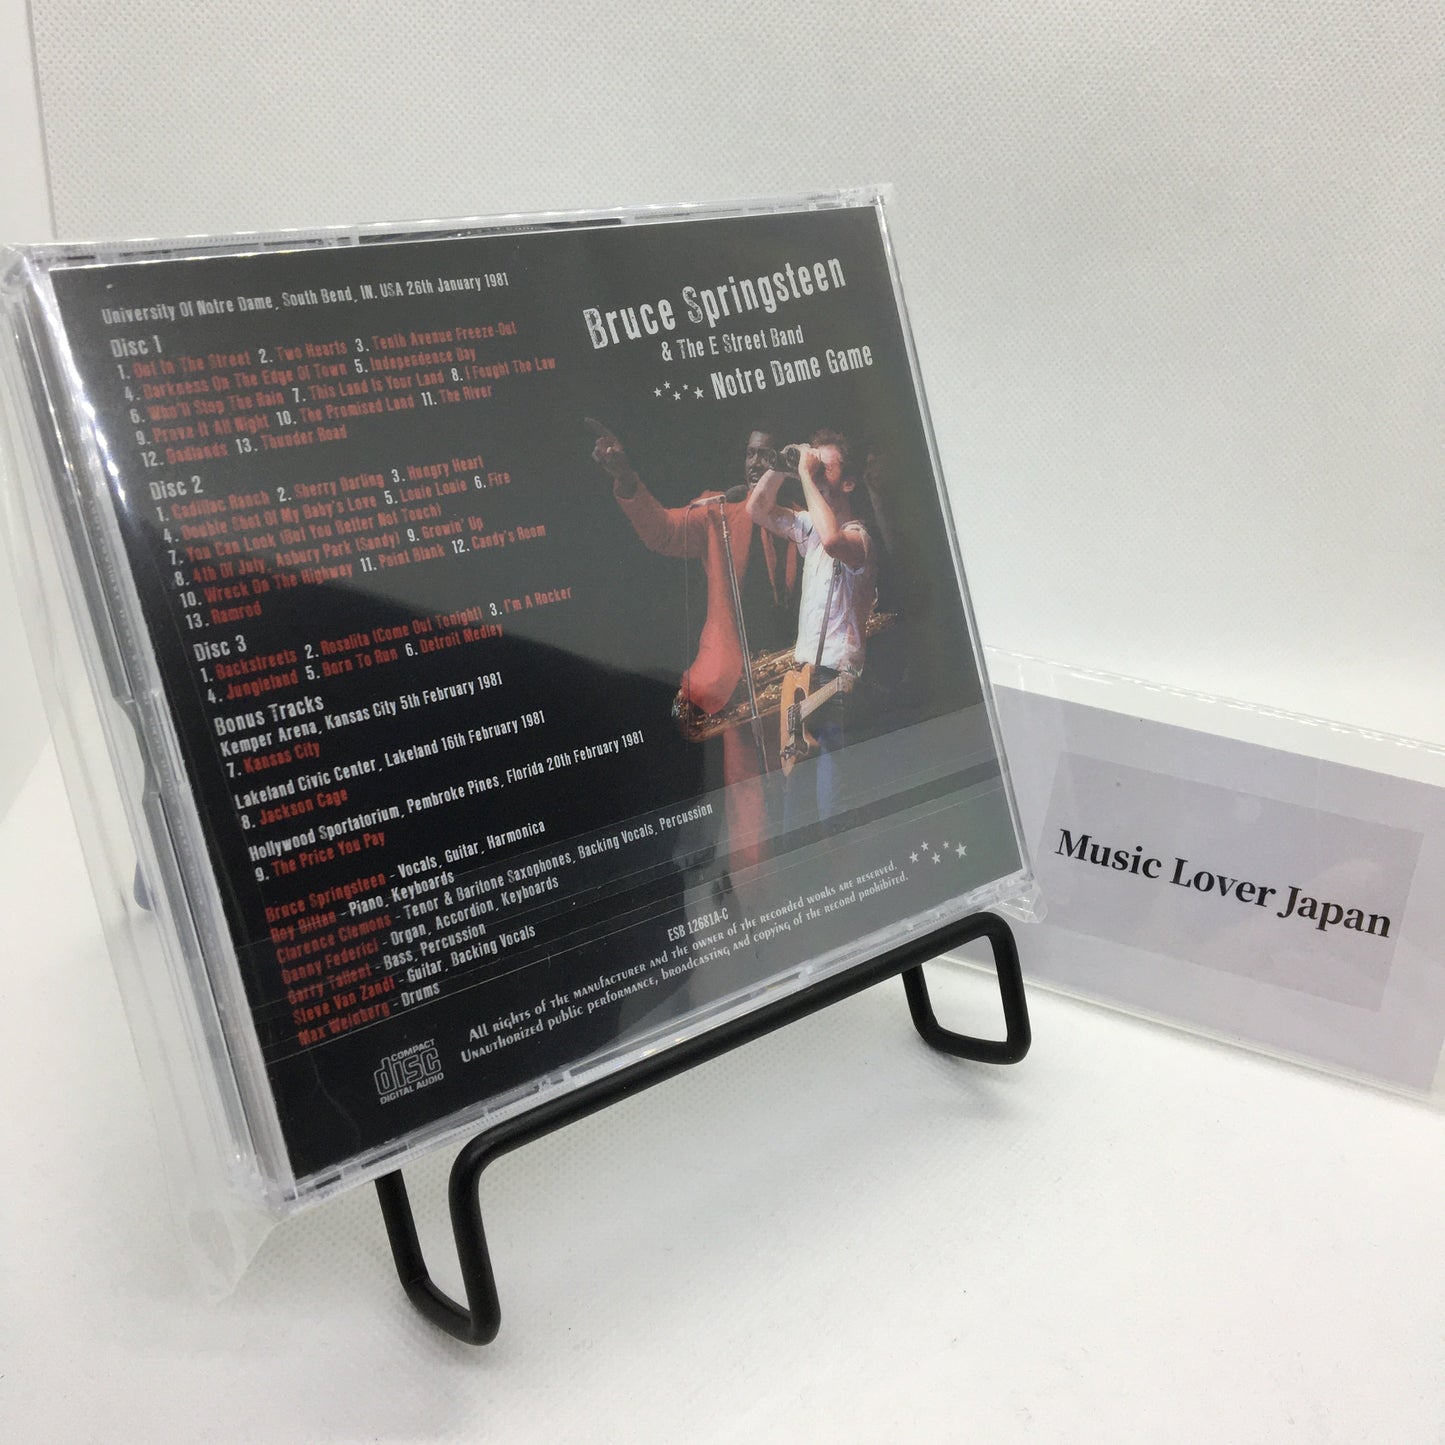 University Of Notre Dame, South Bend, IN. USA 26th January 1981
Disc 1
1. Out In The Street 2. Two Hearts 3. Tenth Avenue Freeze-Out
4. Darkness On The Edge Of Town 5. Independence Day
6. Who'll Stop The Rain 7. This Land Is Your Land 8. I Fought The Law
9. Prove It All Night 10. The Promised Land 11. The River
12. Badlands 13. Thunder Road
Disc 2
1. Cadillac Ranch 2. Sherry Darling 3. Hungry Heart
4. Double Shot Of My Baby's Love 5. Louie Louie 6. Fire
7. You Can Look (But You Better Not Touch)
8. 4th Of July, Asbury Park (Sandy) 9. Growin' Up
10. Wreck On The Highway 11. Point Blank 12. Candy's Room
13. Ramrod
Disc 3
1. Backstreets 2. Rosalita (Come Out Tonight) 3. I'm A Rocker
4. Jungleland 5. Born To Run 6. Detroit Medley
Bonus Tracks
Kemper Arena, Kansas City 5th February 1981
7. Kansas City
Lakeland Civic Center, Lakeland 16th February 1981
8. Jackson Cage
Hollywood Sportatorium, Pembroke Pines, Florida 20th February 1981
9. The Price You Pay
Bruce Springsteen - Vocals, Guitar, Harmonica
Roy Bittan - Piano, Keyboards
Clarence Clemons - Tenor & Baritone Saxophones, Backing Vocals, Percussion
Danny Federici - Organ, Accordion, Keyboards
Garry Tallent - Bass, Percussion
Steve Van Zandt - Guitar, Backing Vocals
Max Weinberg - Drums
Bruce Springsteen
& The E Street Band
Notre Dame Game
ESB 12681A-C
All rights of the manufacturer and the owner of the recorded works are reserved.
Unauthorized public performance, broadcasting and copying of the record prohibited.
COMPACT
disc
DIGITAL AUDIO
Music Lover Japan